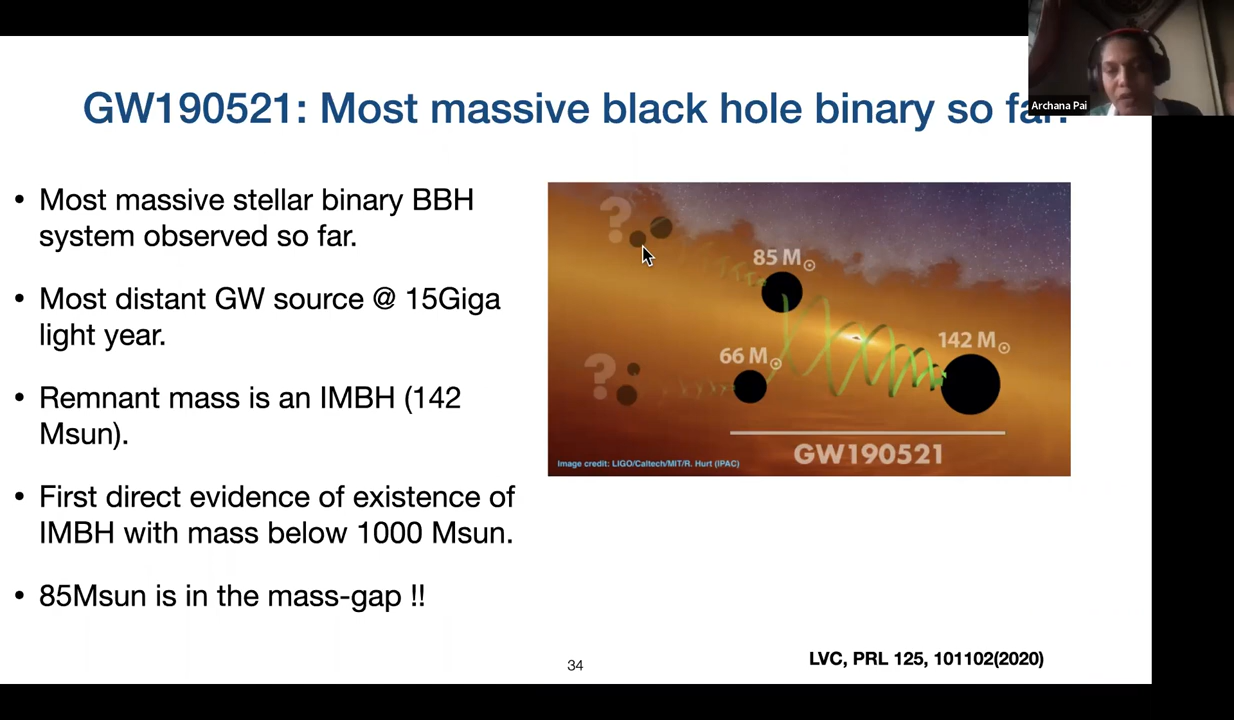 Archana Pai
GW190521: Most massive black hole binary so far.
• Most massive stellar binary BBH
system observed so far.
• Most distant GW source @ 15Giga
light year.
• Remnant mass is an IMBH (142
Msun).
• First direct evidence of existence of
IMBH with mass below 1000 Msun.
• 85Msun is in the mass-gap !!
?
85 M☉
142 M☉
66 M☉
?
GW190521
Image credit: LIGO/Caltech/MIT/R. Hurt (IPAC)
LVC, PRL 125, 101102(2020)
34